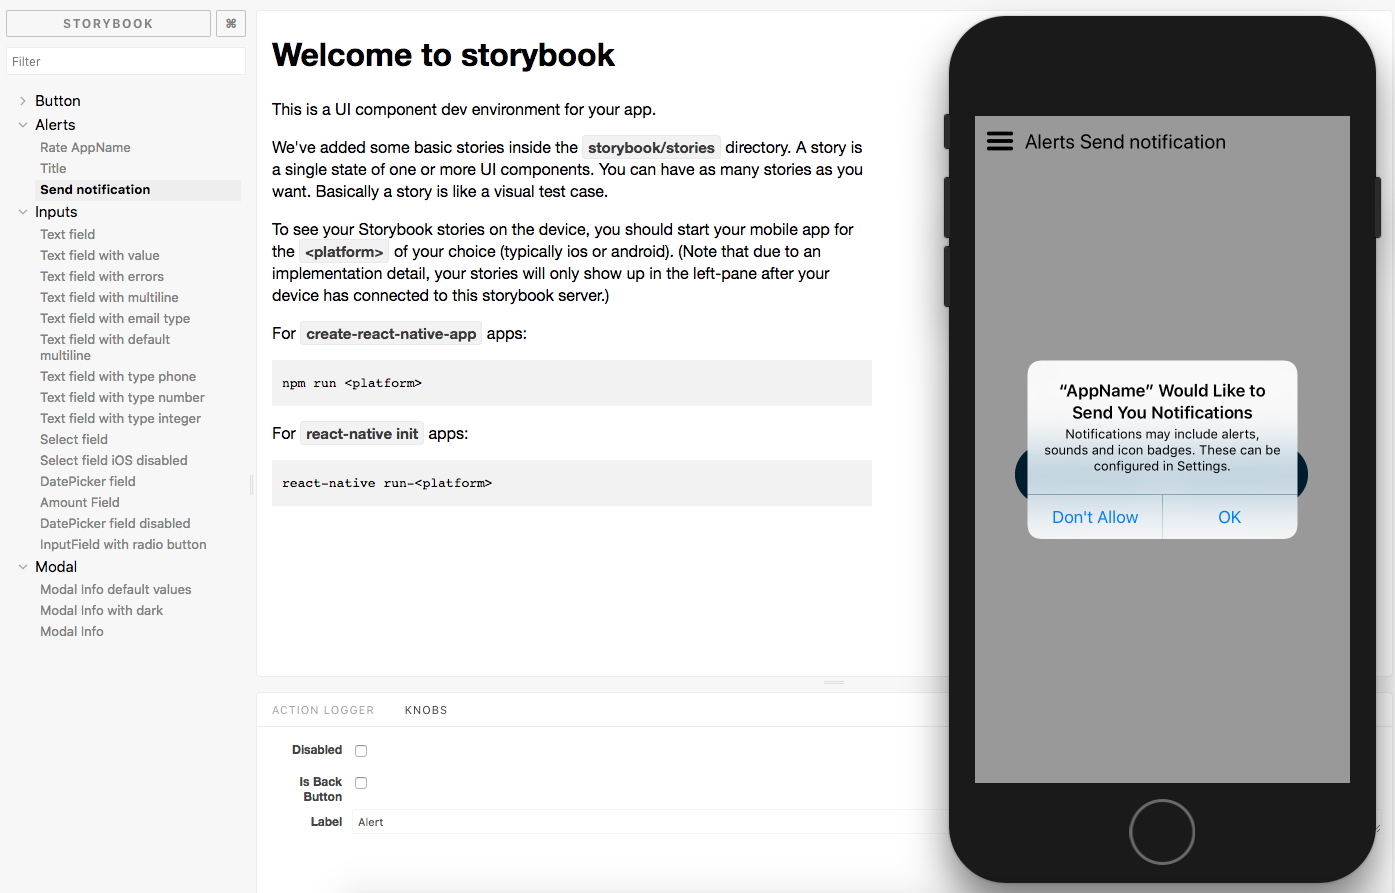 STORYBOOK
⌘
Filter
Button
Alerts
Rate AppName
Title
Send notification
Inputs
Text field
Text field with value
Text field with errors
Text field with multiline
Text field with email type
Text field with default
multiline
Text field with type phone
Text field with type number
Text field with type integer
Select field
Select field iOS disabled
DatePicker field
Amount Field
DatePicker field disabled
InputField with radio button
Modal
Modal Info default values
Modal Info with dark
Modal Info
Welcome to storybook
This is a UI component dev environment for your app.
We've added some basic stories inside the storybook/stories directory. A story is
a single state of one or more UI components. You can have as many stories as you
want. Basically a story is like a visual test case.
To see your Storybook stories on the device, you should start your mobile app for
the <platform> of your choice (typically ios or android). (Note that due to an
implementation detail, your stories will only show up in the left-pane after your
device has connected to this storybook server.)
For create-react-native-app apps:
npm run <platform>
For react-native init apps:
react-native run-<platform>
ACTION LOGGER KNOBS
Disabled
Is Back
Button
Label Alert
Alerts Send notification
“AppName” Would Like to
Send You Notifications
Notifications may include alerts,
sounds and icon badges. These can be
configured in Settings.
Don't Allow OK